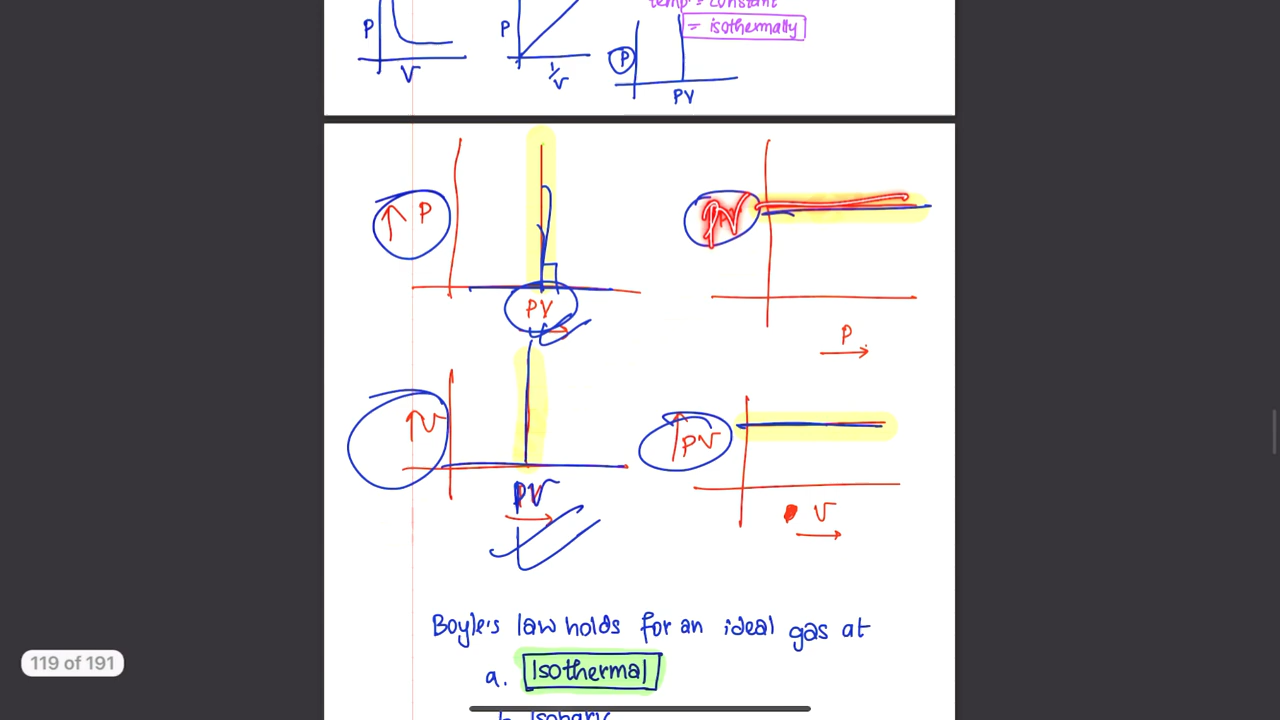 temp = constant
= isothermally
P
V
P
1/V
P
PV
↑ P
PV
↑PV
P
↑V
PV
↑PV
V
Boyle's law holds for an ideal gas at
a. Isothermal
b. Isobaric
119 of 191